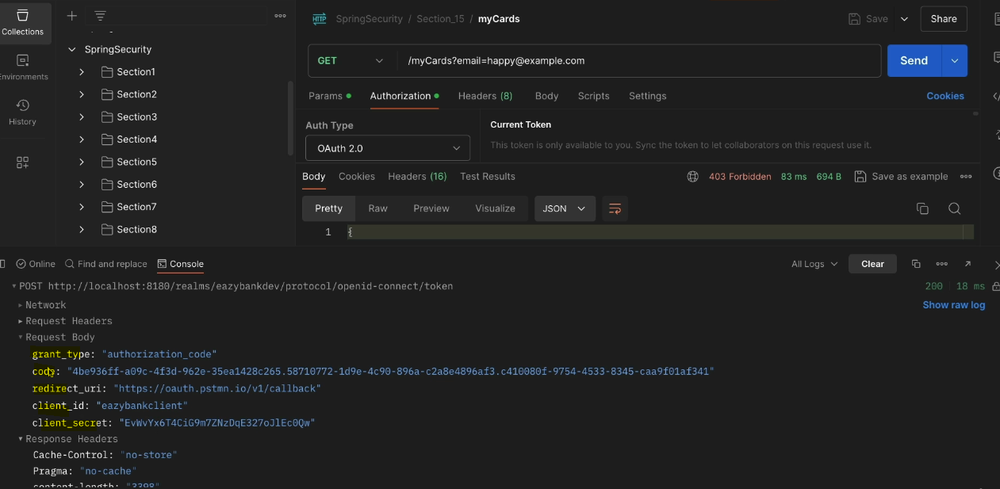 Collections
Environments
History
SpringSecurity
Section1
Section2
Section3
Section4
Section5
Section6
Section7
Section8
HTTP SpringSecurity / Section_15 / myCards
Save Share
GET /myCards?email=happy@example.com Send
Params Authorization Headers (8) Body Scripts Settings Cookies
Auth Type
OAuth 2.0
Current Token
This token is only available to you. Sync the token to let collaborators on this request use it.
Body Cookies Headers (16) Test Results 403 Forbidden 83 ms 694 B Save as example
Pretty Raw Preview Visualize JSON
1 {
Online Find and replace Console All Logs Clear
POST http://localhost:8180/realms/eazybankdev/protocol/openid-connect/token 200 18 ms
Network Show raw log
Request Headers
Request Body
grant_type: "authorization_code"
code: "4be936ff-a09c-4f3d-962e-35ea1428c265.58710772-1d9e-4c90-896a-c2a8e4896af3.c410080f-9754-4533-8345-caa9f01af341"
redirect_uri: "https://oauth.pstmn.io/v1/callback"
client_id: "eazybankclient"
client_secret: "EvWvYx6T4CiG9m7ZNzDqE327oJlEc0Qw"
Response Headers
Cache-Control: "no-store"
Pragma: "no-cache"
content-length: "3398"